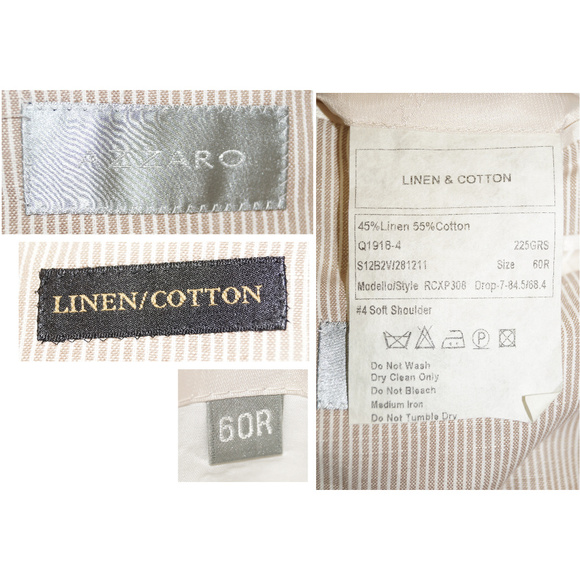 AZZARO
LINEN/COTTON
60R
LINEN & COTTON
45%Linen 55%Cotton
Q1916-4 225GRS
S12B2V/281211 Size 60R
Modello/Style RCXP308 Drop-7-84.5/68.4
#4 Soft Shoulder
Do Not Wash
Dry Clean Only
Do Not Bleach
Medium Iron
Do Not Tumble Dry